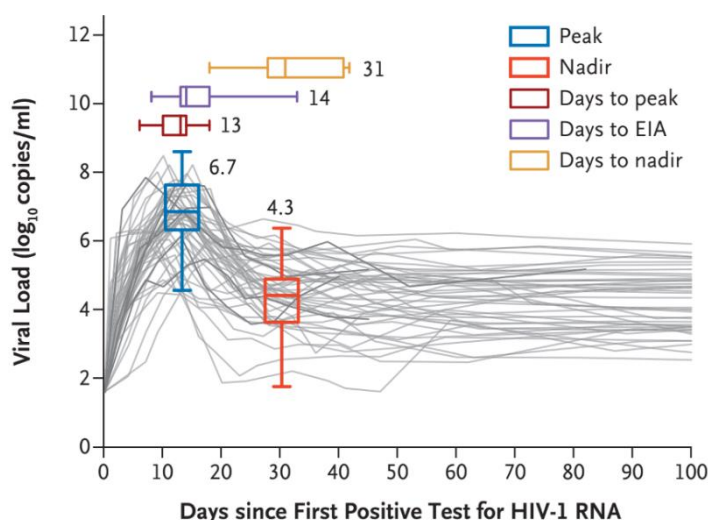 12
10
8
6
4
2
0
Viral Load (log₁₀ copies/ml)
31
14
13
6.7
4.3
Peak
Nadir
Days to peak
Days to EIA
Days to nadir
0 10 20 30 40 50 60 70 80 90 100
Days since First Positive Test for HIV-1 RNA